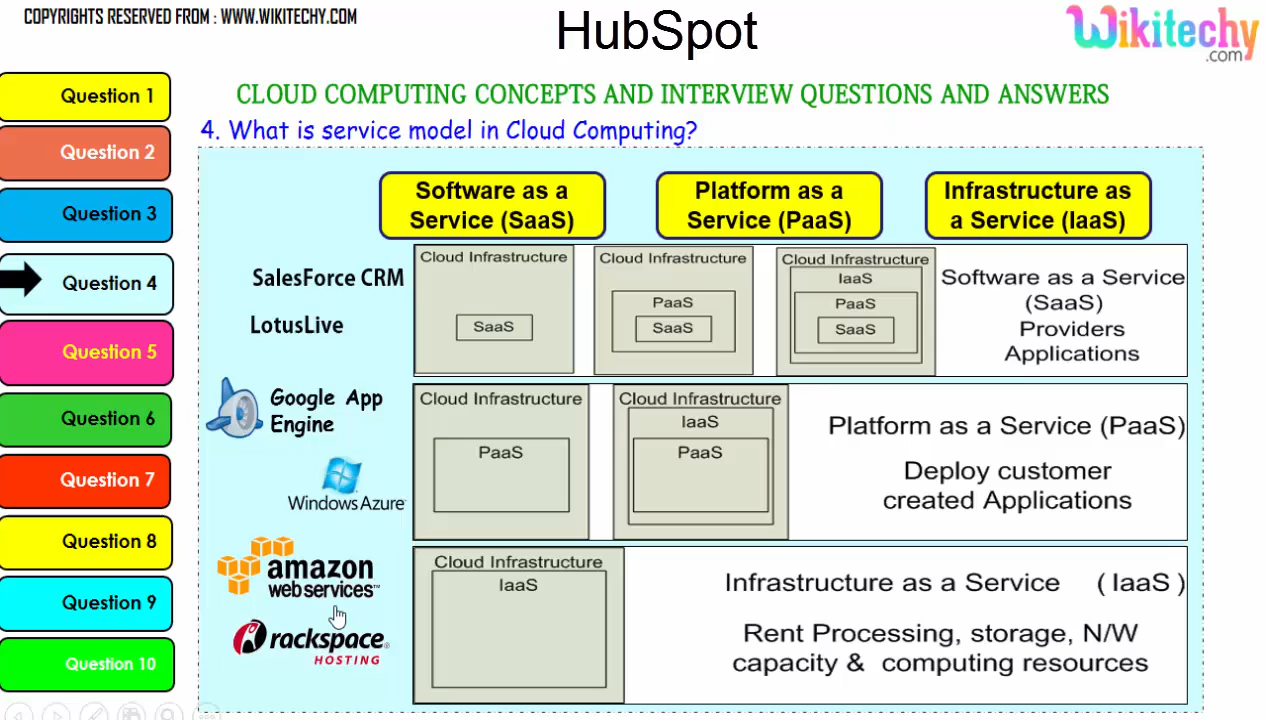 COPYRIGHTS RESERVED FROM : WWW.WIKITECHY.COM
HubSpot
Wikitechy
.com
CLOUD COMPUTING CONCEPTS AND INTERVIEW QUESTIONS AND ANSWERS
4. What is service model in Cloud Computing?
Question 1
Question 2
Question 3
Question 4
Question 5
Question 6
Question 7
Question 8
Question 9
Question 10
Software as a
Service (SaaS)
Platform as a
Service (PaaS)
Infrastructure as
a Service (IaaS)
SalesForce CRM
LotusLive
Cloud Infrastructure
SaaS
Cloud Infrastructure
PaaS
SaaS
Cloud Infrastructure
IaaS
PaaS
SaaS
Software as a Service
(SaaS)
Providers
Applications
Google App
Engine
Windows Azure
Cloud Infrastructure
PaaS
Cloud Infrastructure
IaaS
PaaS
Platform as a Service (PaaS)
Deploy customer
created Applications
amazon
webservices™
rackspace®
HOSTING
Cloud Infrastructure
IaaS
Infrastructure as a Service ( IaaS )
Rent Processing, storage, N/W
capacity & computing resources